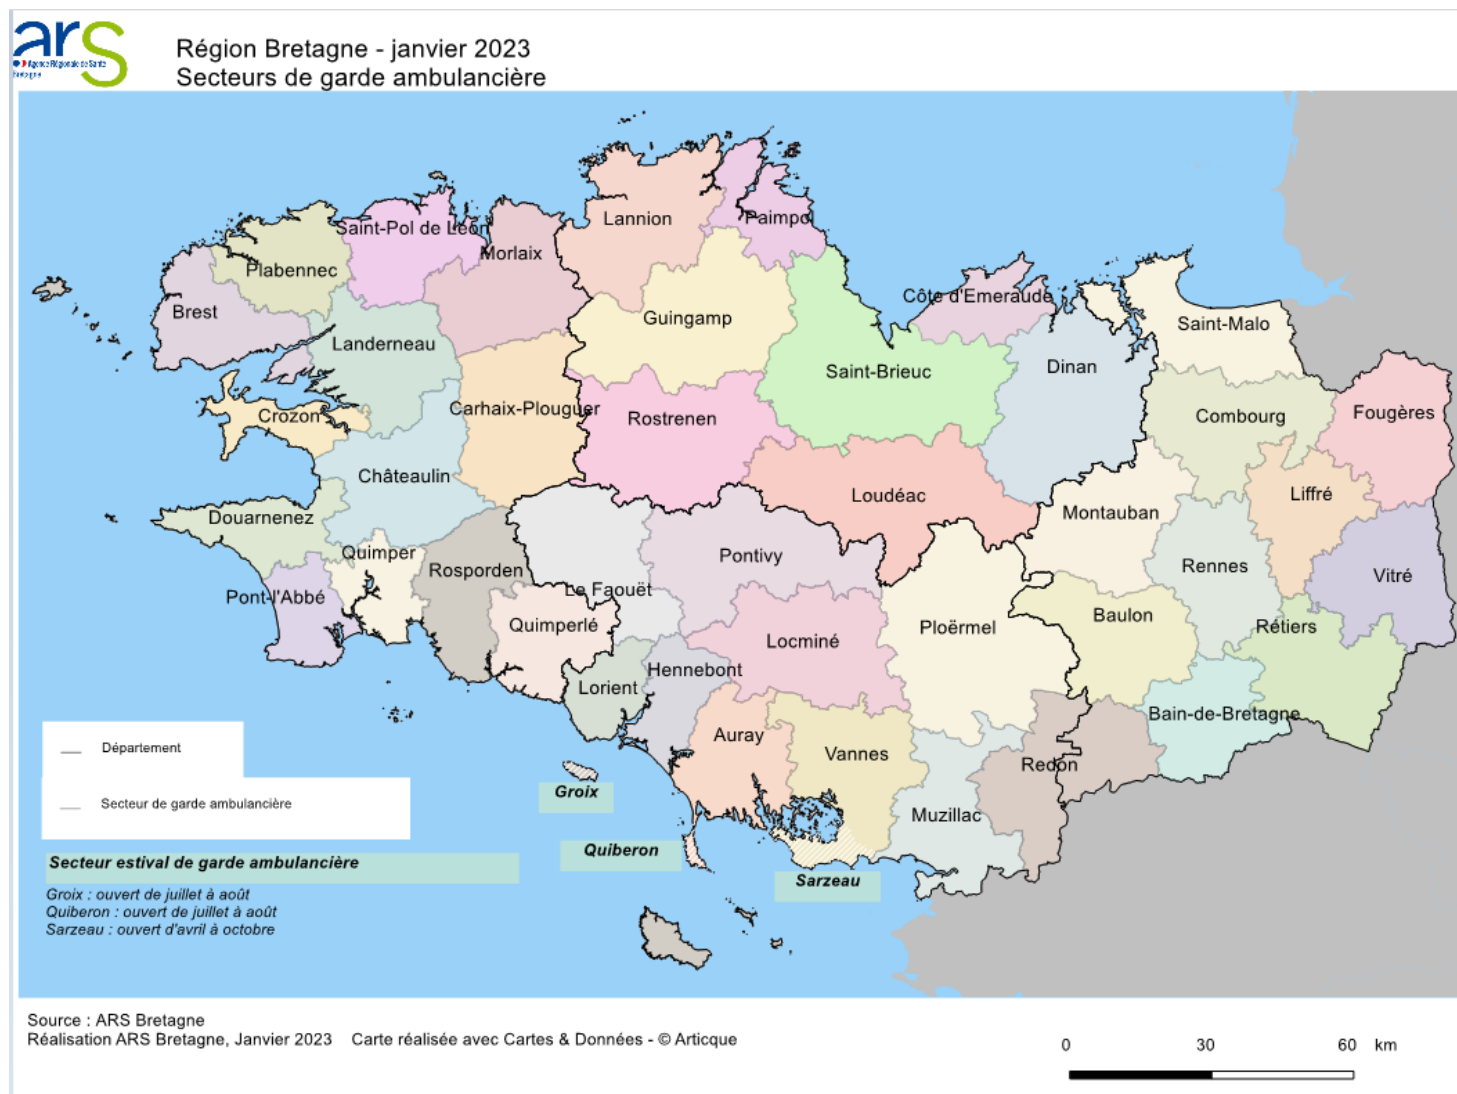 ars
Agence Régionale de Santé
Bretagne
Région Bretagne - janvier 2023
Secteurs de garde ambulancière
Lannion
Paimpol
Saint-Pol de Léon
Morlaix
Plabennec
Brest
Côte d'Emeraude
Guingamp
Saint-Malo
Landerneau
Saint-Brieuc
Dinan
Crozon
Carhaix-Plouguer
Rostrenen
Combourg
Fougères
Châteaulin
Loudéac
Liffré
Montauban
Douarnenez
Quimper
Pontivy
Rosporden
Rennes
Vitré
Le Faouët
Pont-l'Abbé
Quimperlé
Ploërmel
Baulon
Rétiers
Locminé
Hennebont
Lorient
Bain-de-Bretagne
Auray
Vannes
Redon
Muzillac
Groix
Quiberon
Sarzeau
Département
Secteur de garde ambulancière
Secteur estival de garde ambulancière
Groix : ouvert de juillet à août
Quiberon : ouvert de juillet à août
Sarzeau : ouvert d'avril à octobre
Source : ARS Bretagne
Réalisation ARS Bretagne, Janvier 2023 Carte réalisée avec Cartes & Données - © Articque
0 30 60 km